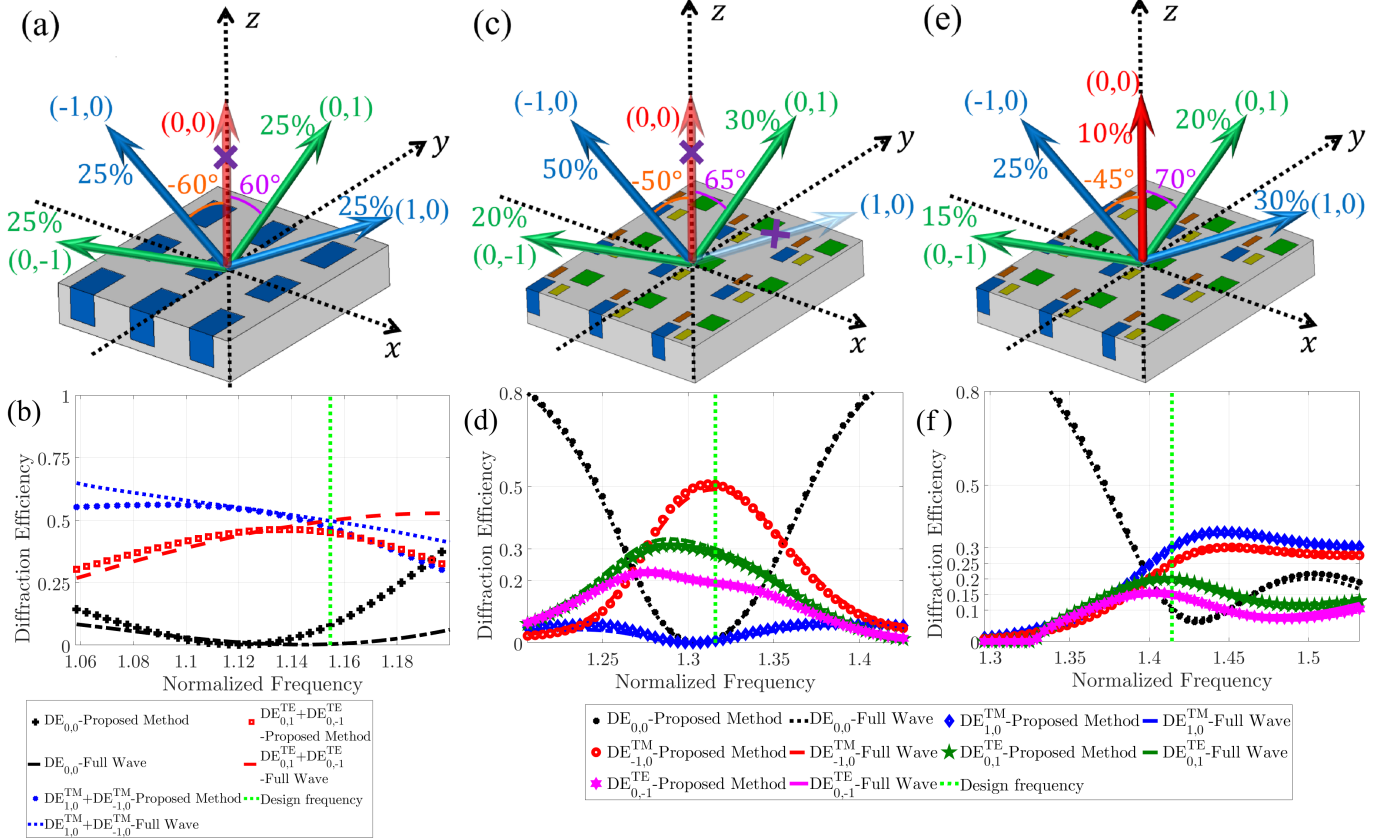 (a)
z
(-1,0)
(0,0)
25%
(0,1)
25%
-60°
60°
y
25%
(0,-1)
25%
(1,0)
x
(c)
z
(-1,0)
(0,0)
30%
(0,1)
50%
-50°
65°
y
20%
(0,-1)
(1,0)
x
(e)
z
(0,0)
(-1,0)
10%
20%
(0,1)
25%
-45°
70°
y
15%
(0,-1)
30%
(1,0)
x
(b)
Diffraction Efficiency
1
0.75
0.5
0.25
0
1.06
1.1
1.12
1.14
1.16
1.18
Normalized Frequency
(d)
Diffraction Efficiency
0.8
0.5
0.3
0.2
0
1.25
1.3
1.35
1.4
Normalized Frequency
(f)
Diffraction Efficiency
0.8
0.5
0.3
0.2
0.15
0.1
0
1.3
1.35
1.4
1.45
1.5
Normalized Frequency
DE0,0-Proposed Method
DE0,0-Full Wave
DE1,0TM+DE-1,0TM-Proposed Method
DE1,0TM+DE-1,0TM-Full Wave
DE0,1TE+DE0,-1TE
-Proposed Method
DE0,1TE+DE0,-1TE
-Full Wave
Design frequency
DE0,0-Proposed Method
DE0,0-Full Wave
DE1,0TM-Proposed Method
DE1,0TM-Full Wave
DE-1,0TM-Proposed Method
DE-1,0TM-Full Wave
DE0,1TE-Proposed Method
DE0,1TE-Full Wave
DE0,-1TE-Proposed Method
DE0,-1TE-Full Wave
Design frequency